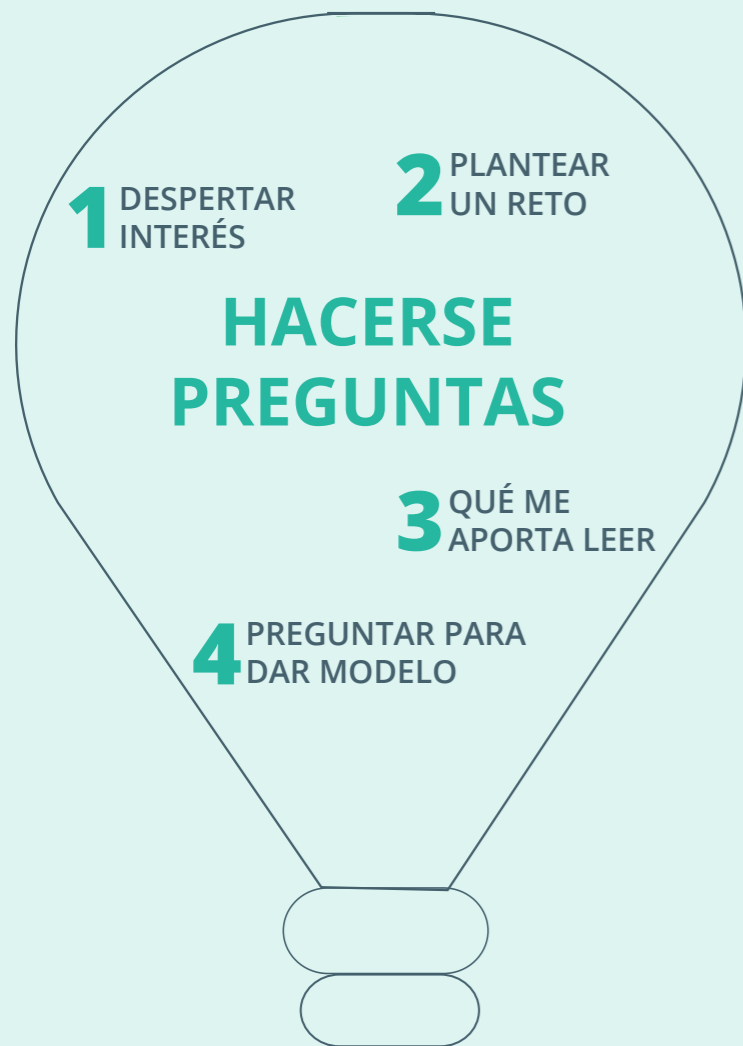 1 DESPERTAR
INTERÉS
2 PLANTEAR
UN RETO
HACERSE
PREGUNTAS
3 QUÉ ME
APORTA LEER
4 PREGUNTAR PARA
DAR MODELO